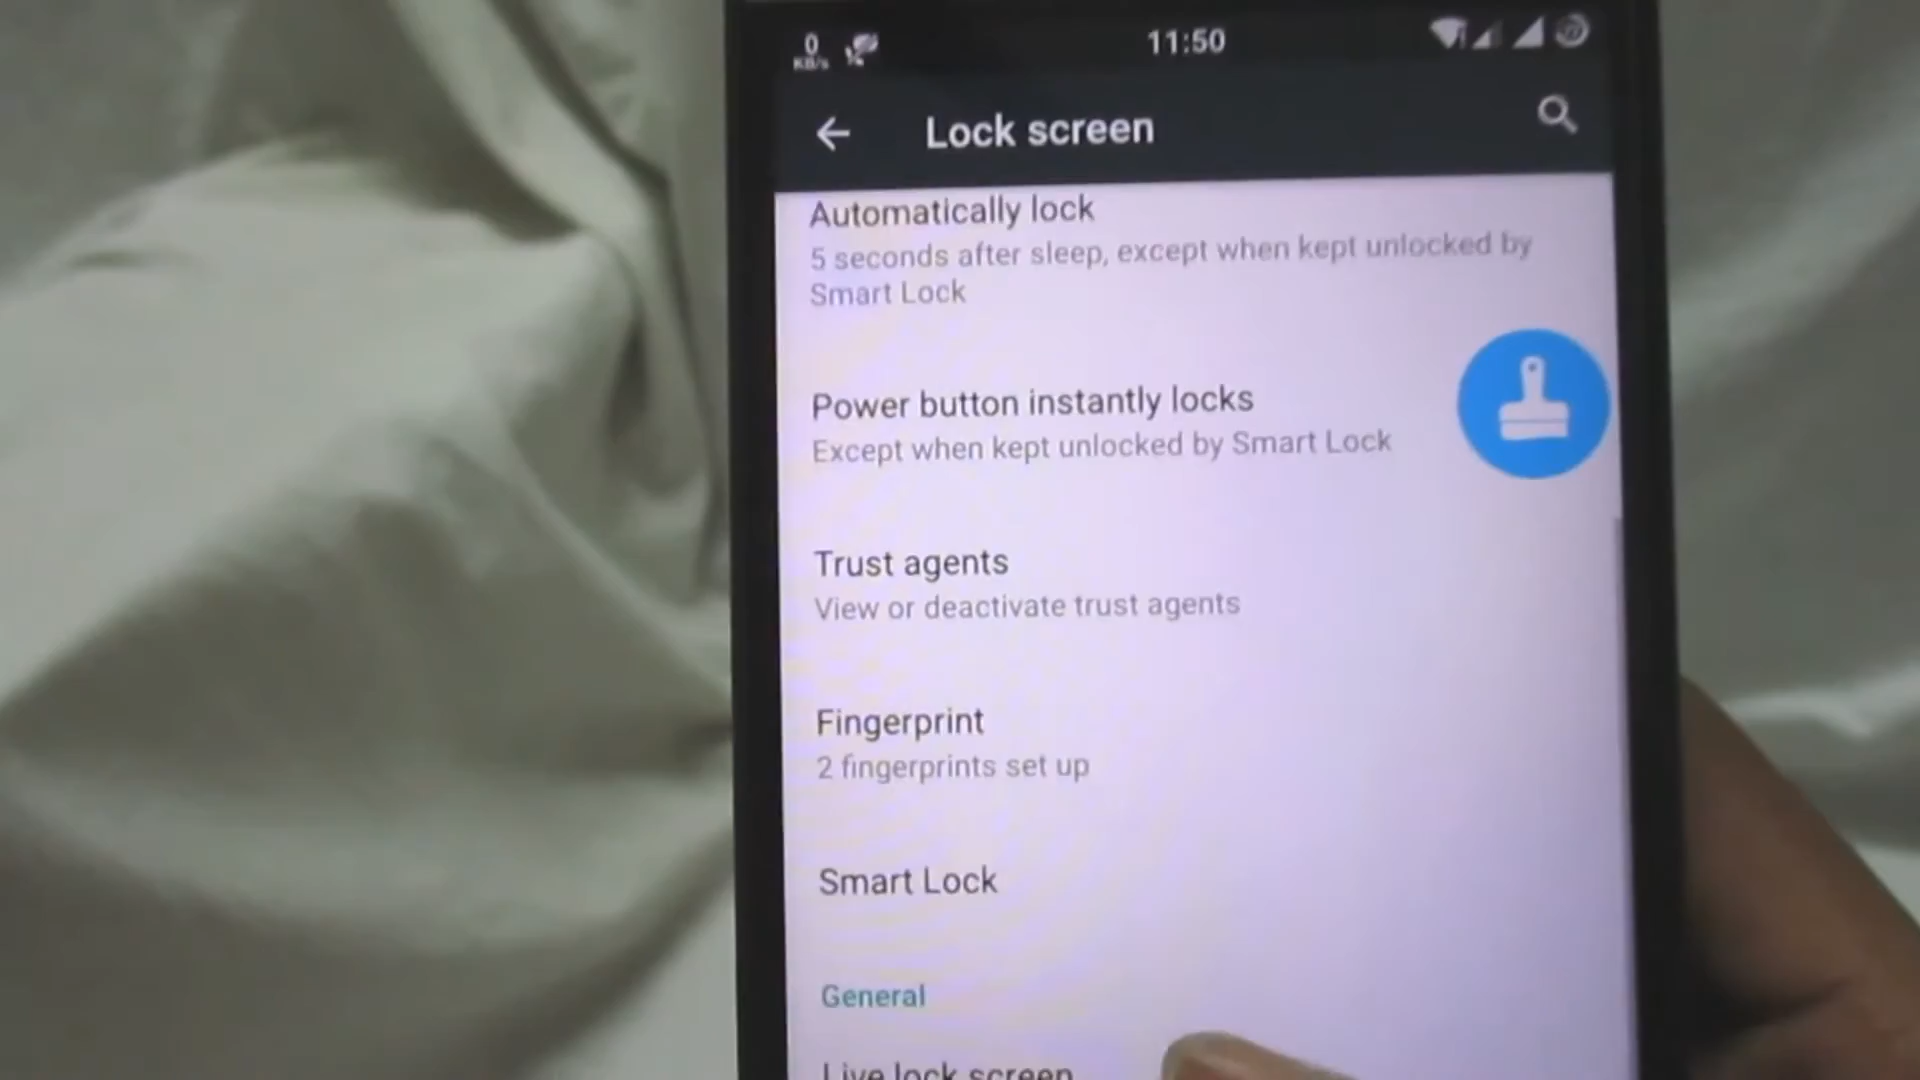 0
KB/s
11:50
Lock screen
Automatically lock
5 seconds after sleep, except when kept unlocked by
Smart Lock
Power button instantly locks
Except when kept unlocked by Smart Lock
Trust agents
View or deactivate trust agents
Fingerprint
2 fingerprints set up
Smart Lock
General
Live lock screen